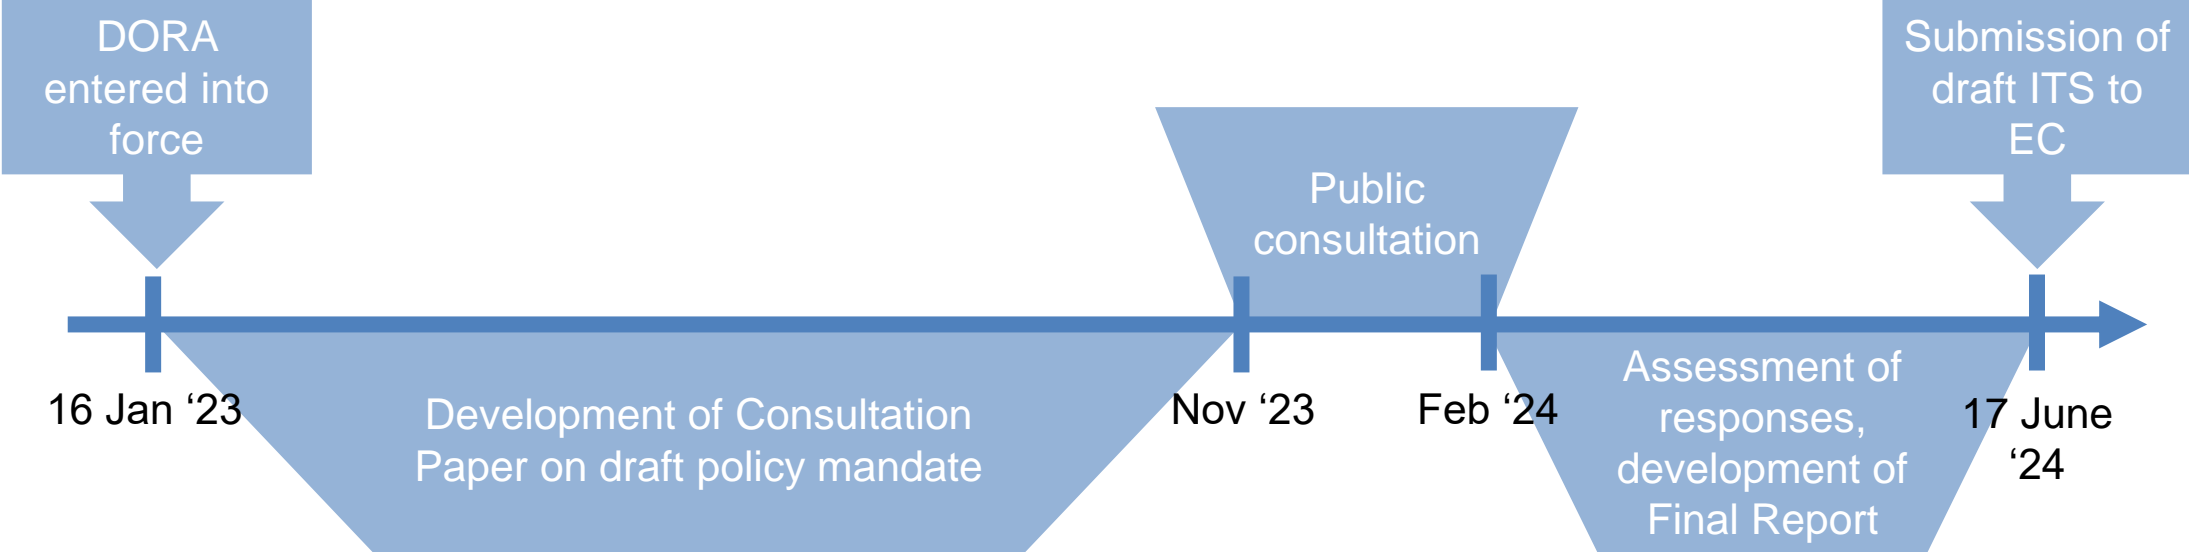 DORA
entered into
force
Submission of
draft ITS to
EC
Public
consultation
16 Jan ‘23
Nov ‘23
Feb ‘24
17 June
‘24
Development of Consultation
Paper on draft policy mandate
Assessment of
responses,
development of
Final Report